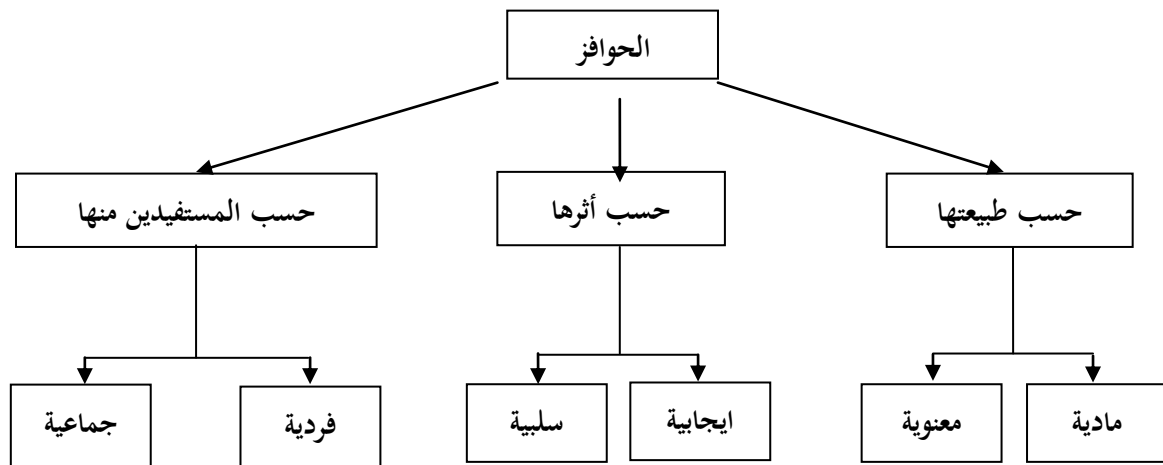 الحوافز
حسب طبيعتها
حسب أثرها
حسب المستفيدين منها
مادية
معنوية
ايجابية
سلبية
فردية
جماعية